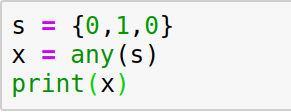 s = {0,1,0}
x = any(s)
print(x)